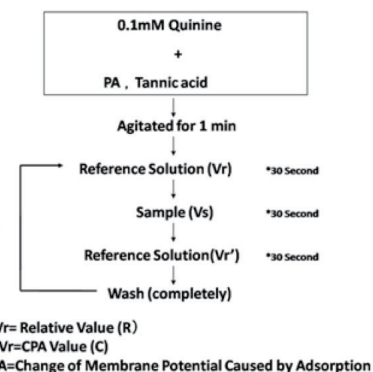 0.1mM Quinine
+
PA , Tannic acid
Agitated for 1 min
Reference Solution (Vr) *30 Second
Sample (Vs) *30 Second
Reference Solution(Vr’) *30 Second
Wash (completely)
/r= Relative Value (R)
Vr=CPA Value (C)
A=Change of Membrane Potential Caused by Adsorption